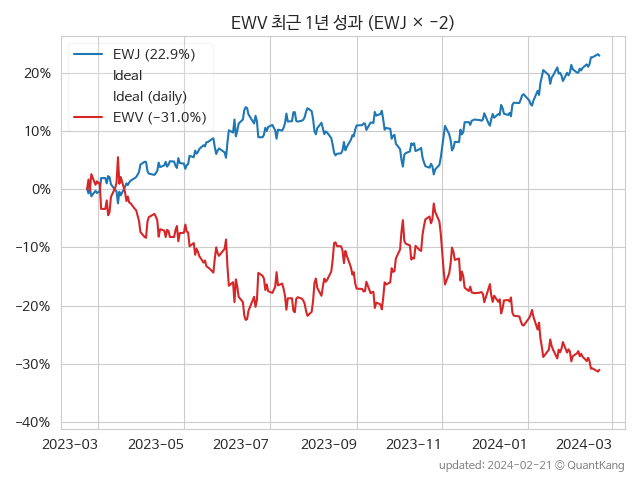 EWV 최근 1년 성과 (EWJ × −2)
EWJ (22.9%)
Ideal
Ideal (daily)
EWV (−31.0%)
20%
10%
0%
−10%
−20%
−30%
−40%
2023−03 2023−05 2023−07 2023−09 2023−11 2024−01 2024−03
updated: 2024−02−21 © QuantKang